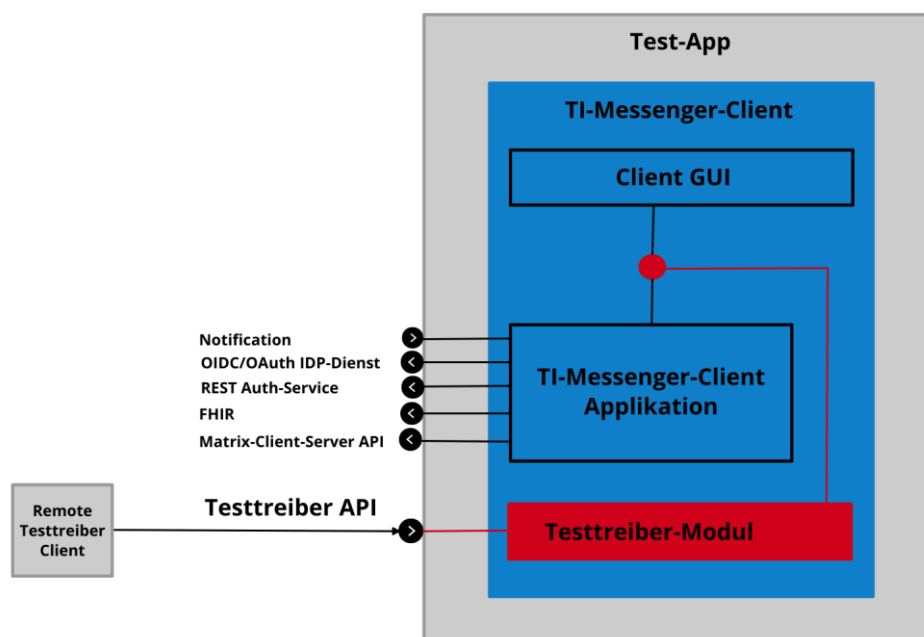 Test-App
TI-Messenger-Client
Client GUI
Notification
OIDC/OAuth IDP-Dienst
REST Auth-Service
FHIR
Matrix-Client-Server API
TI-Messenger-Client
Applikation
Remote
Testtreiber
Client
Testtreiber API
Testtreiber-Modul